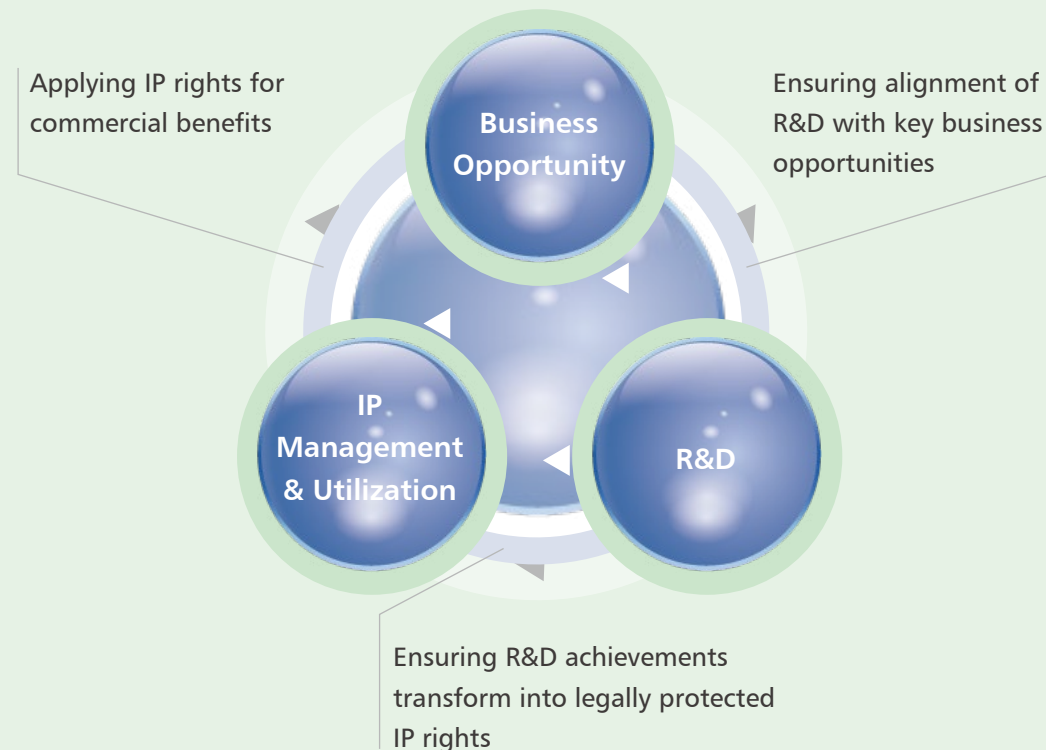 Applying IP rights for
commercial benefits
Ensuring alignment of
R&D with key business
opportunities
Business
Opportunity
IP
Management
& Utilization
R&D
Ensuring R&D achievements
transform into legally protected
IP rights